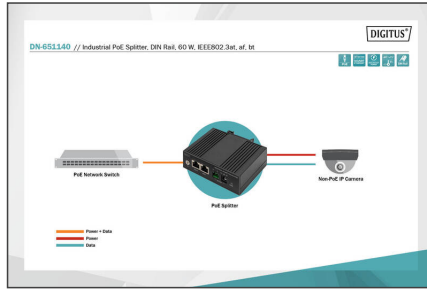 DIGITUS®
DN-651140 // Industrial PoE Splitter, DIN Rail, 60 W, IEEE802.3at, af, bt
PoE Network Switch
Non-PoE IP Camera
PoE Splitter
Power + Data
Power
Data